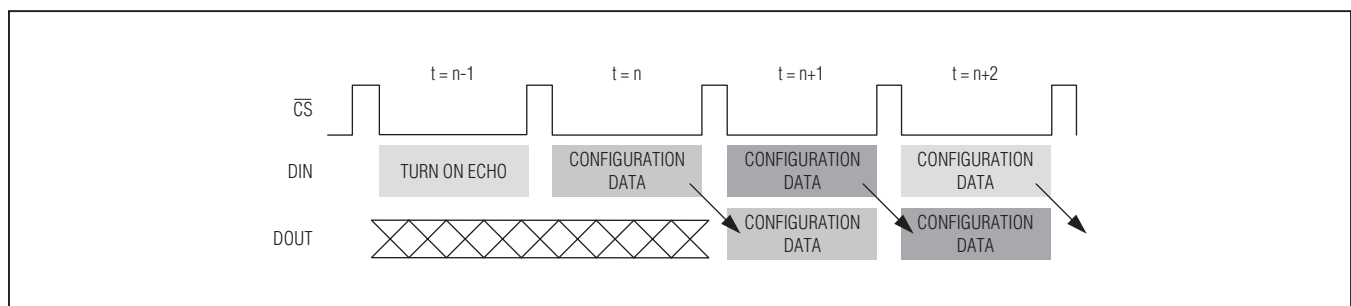 t = n-1 t = n t = n+1 t = n+2
CS
DIN TURN ON ECHO CONFIGURATION DATA CONFIGURATION DATA CONFIGURATION DATA
DOUT CONFIGURATION DATA CONFIGURATION DATA